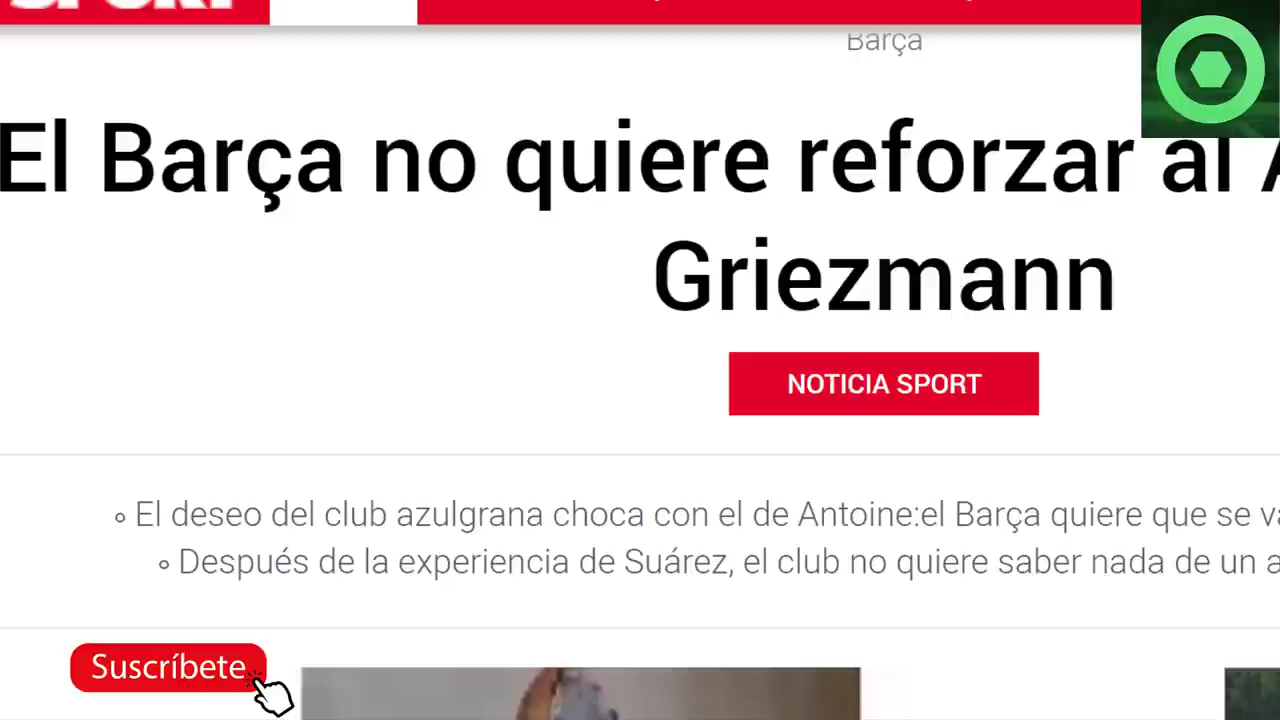 SPORT
Barça
El Barça no quiere reforzar al
Griezmann
NOTICIA SPORT
El deseo del club azulgrana choca con el de Antoine:el Barça quiere que se
Después de la experiencia de Suárez, el club no quiere saber nada de un
Suscríbete